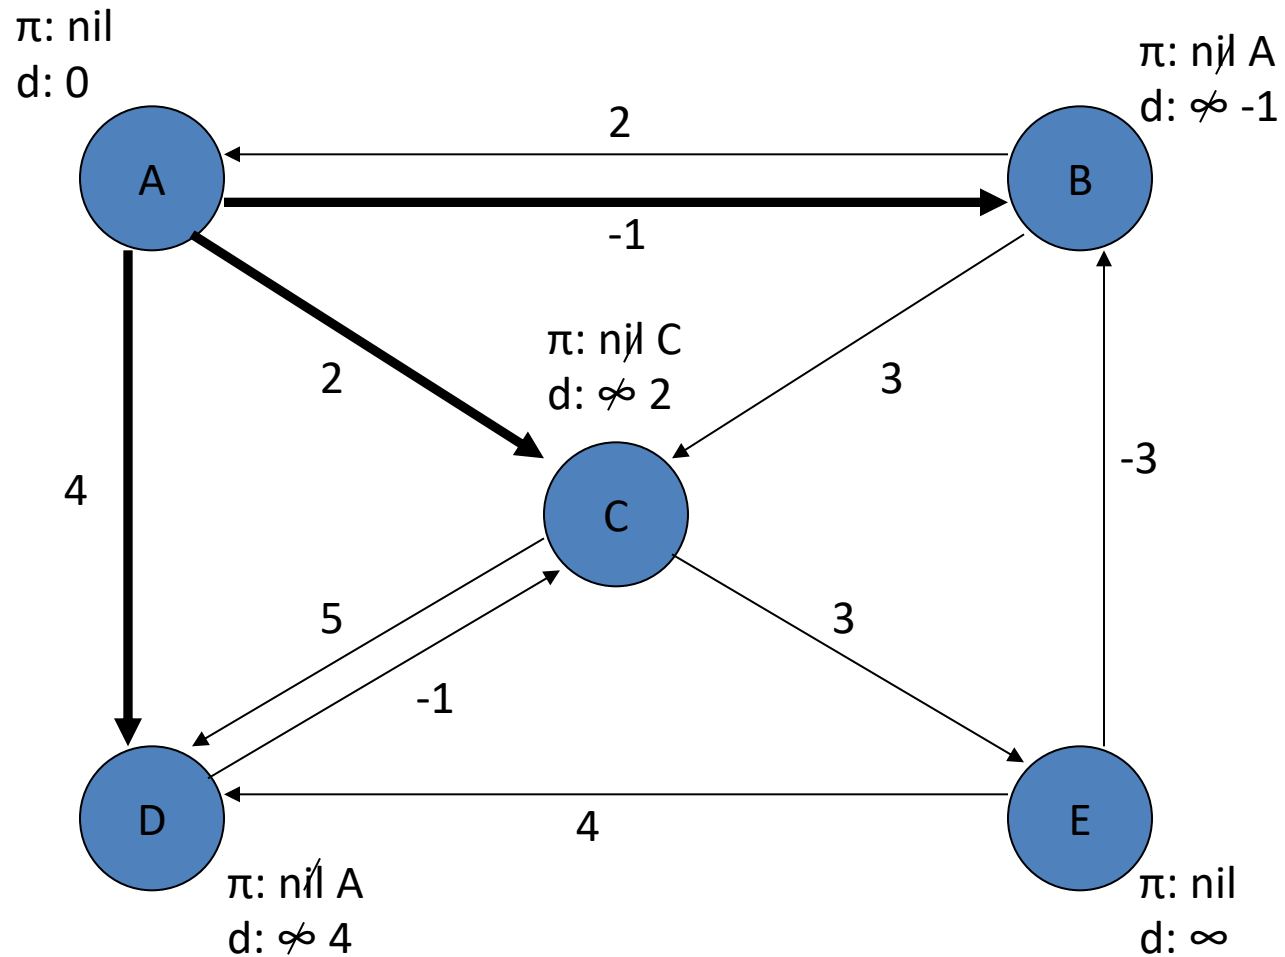 π: nil
d: 0
π: nil A
d: ∞ -1
2
A
B
-1
π: nil C
d: ∞ 2
2
3
-3
4
C
5
3
-1
D
4
E
π: nil A
d: ∞ 4
π: nil
d: ∞